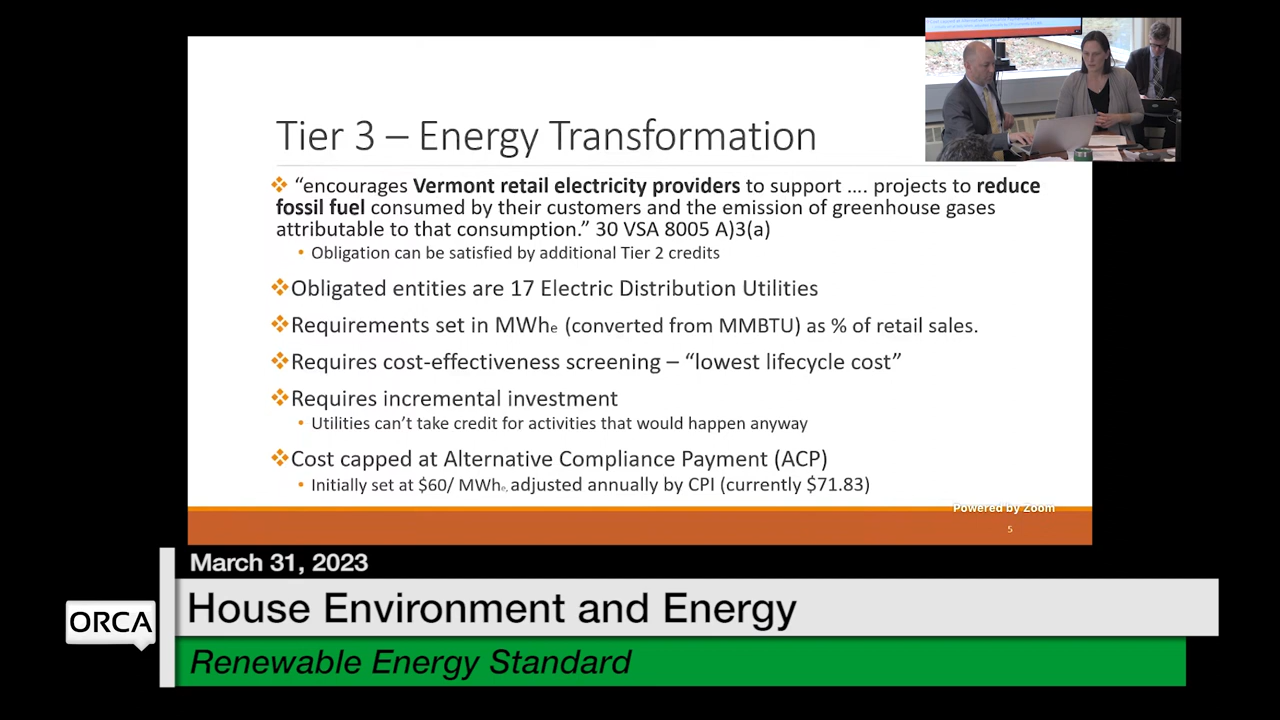 Tier 3 – Energy Transformation
❖ “encourages Vermont retail electricity providers to support .... projects to reduce
fossil fuel consumed by their customers and the emission of greenhouse gases
attributable to that consumption.” 30 VSA 8005 A)3(a)
• Obligation can be satisfied by additional Tier 2 credits
❖Obligated entities are 17 Electric Distribution Utilities
❖Requirements set in MWhe (converted from MMBTU) as % of retail sales.
❖Requires cost-effectiveness screening – “lowest lifecycle cost”
❖Requires incremental investment
• Utilities can’t take credit for activities that would happen anyway
❖Cost capped at Alternative Compliance Payment (ACP)
• Initially set at $60/ MWhe, adjusted annually by CPI (currently $71.83)
Powered by Zoom
5
March 31, 2023
House Environment and Energy
ORCA
Renewable Energy Standard